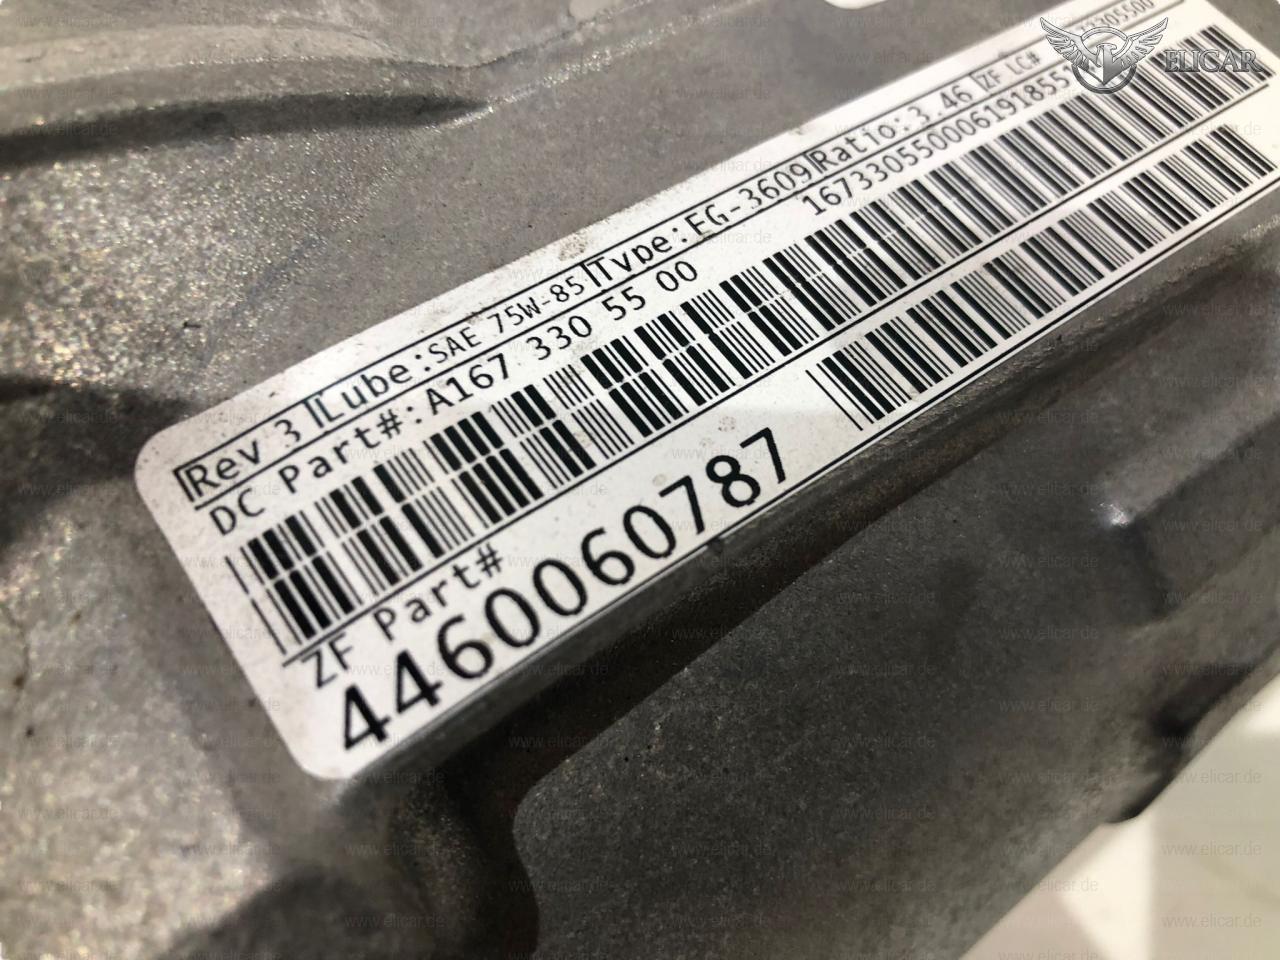 Rev 3 Lube:SAE 75W-85 Type:EG-3609 Ratio:3.46 ZF LC#
DC Part#:A167 330 55 00
1673305500061918550
ZF Part#
4460060787
ELICAR
www.elicar.de